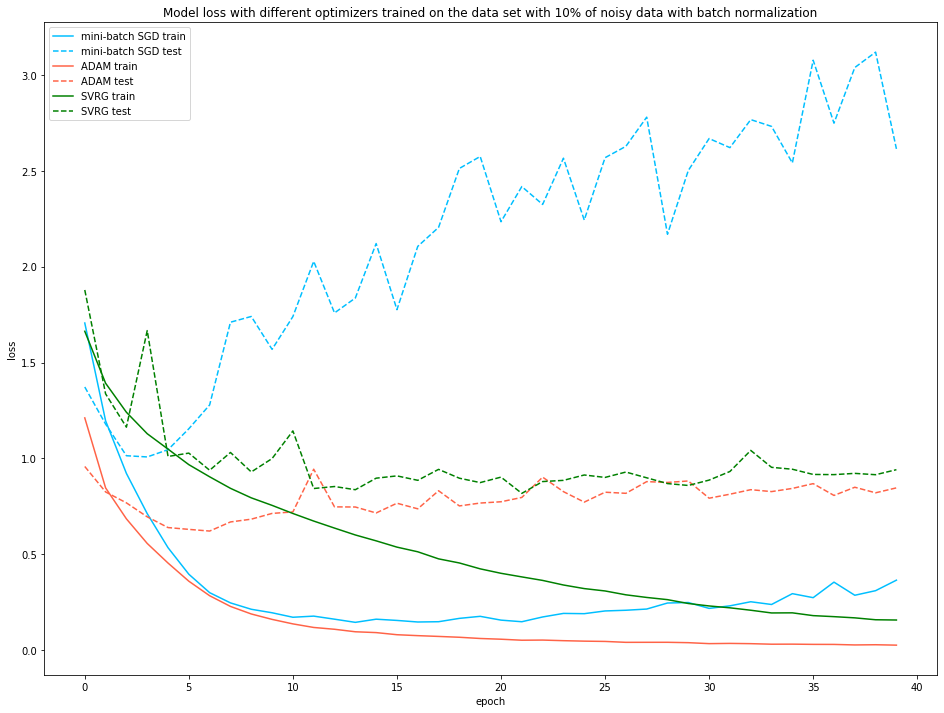 Model loss with different optimizers trained on the data set with 10% of noisy data with batch normalization
mini-batch SGD train
mini-batch SGD test
ADAM train
ADAM test
SVRG train
SVRG test
3.0
2.5
2.0
1.5
1.0
0.5
0.0
loss
0 5 10 15 20 25 30 35 40
epoch